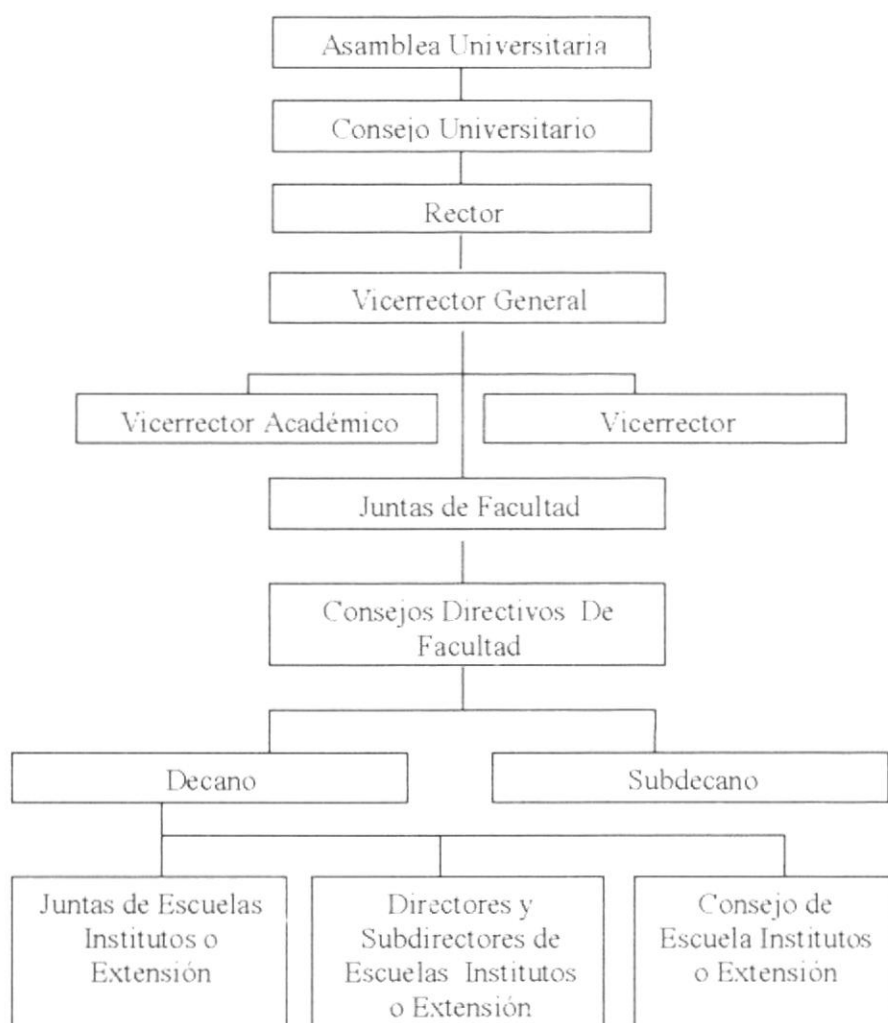 Asamblea Universitaria
Consejo Universitario
Rector
Vicerrector General
Vicerrector Académico
Vicerrector
Juntas de Facultad
Consejos Directivos De
Facultad
Decano
Subdecano
Juntas de Escuelas
Institutos o
Extensión
Directores y
Subdirectores de
Escuelas Institutos
o Extensión
Consejo de
Escuela Institutos
o Extensión